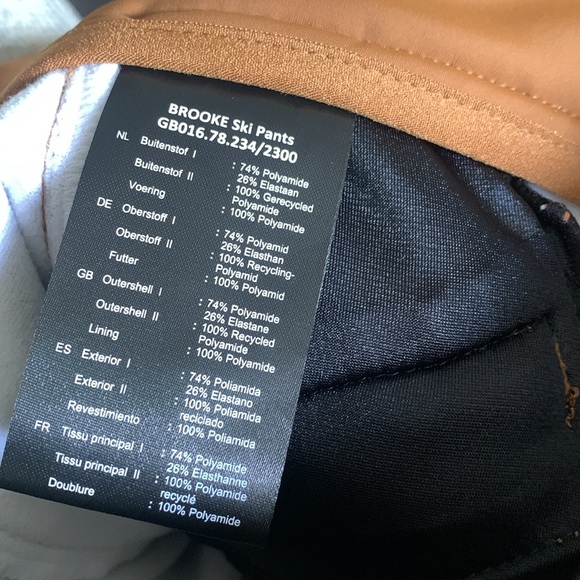 BROOKE Ski Pants
GB016.78.234/2300
NL Buitenstof I : 74% Polyamide
26% Elastaan
Buitenstof II : 100% Gerecycled
Polyamide
Voering : 100% Polyamide
DE Oberstoff I : 74% Polyamid
26% Elasthan
Oberstoff II : 100% Recycling-
Polyamid
Futter : 100% Polyamid
GB Outershell I : 74% Polyamide
26% Elastane
Outershell II : 100% Recycled
Polyamide
Lining : 100% Polyamide
ES Exterior I : 74% Poliamida
26% Elastano
Exterior II : 100% Poliamida
reciclado
Revestimiento : 100% Poliamida
FR Tissu principal I : 74% Polyamide
26% Elasthanne
Tissu principal II : 100% Polyamide
recyclé
Doublure : 100% Polyamide